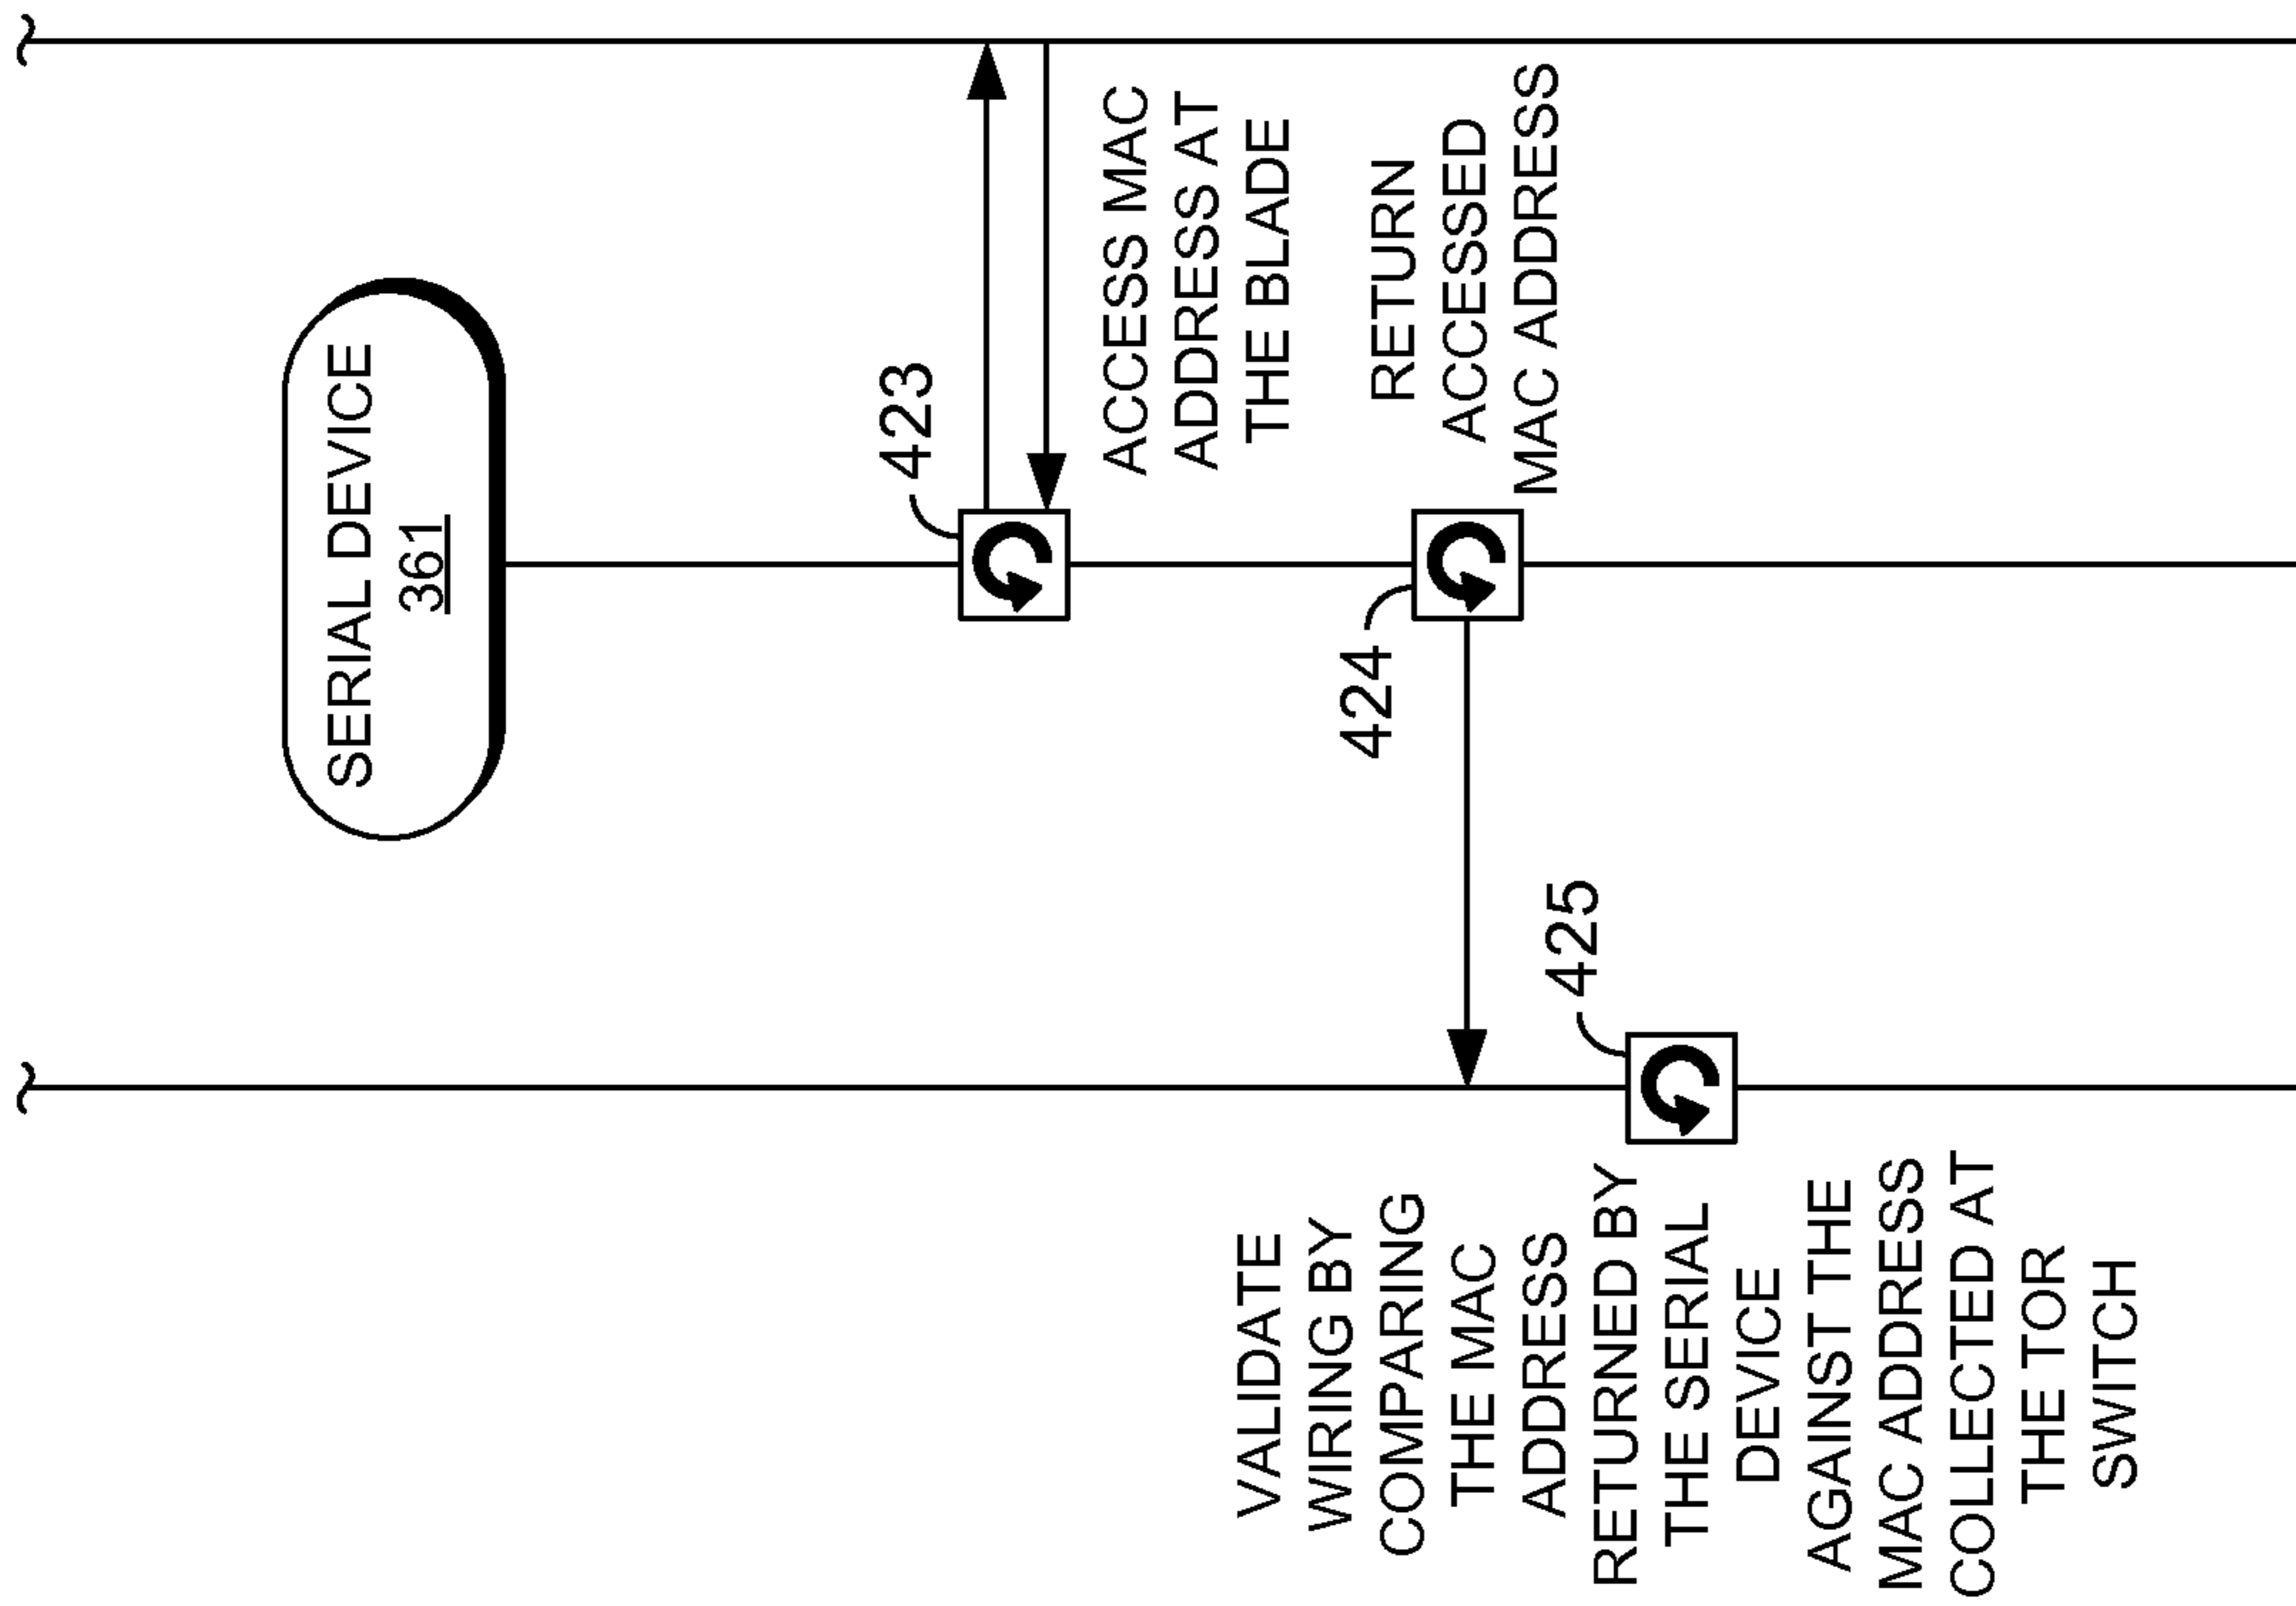 SERIAL DEVICE
361
423
ACCESS MAC
ADDRESS AT
THE BLADE
424
RETURN
ACCESSED
MAC ADDRESS
425
VALIDATE
WIRING BY
COMPARING
THE MAC
ADDRESS
RETURNED BY
THE SERIAL
DEVICE
AGAINST THE
MAC ADDRESS
COLLECTED AT
THE TOR
SWITCH